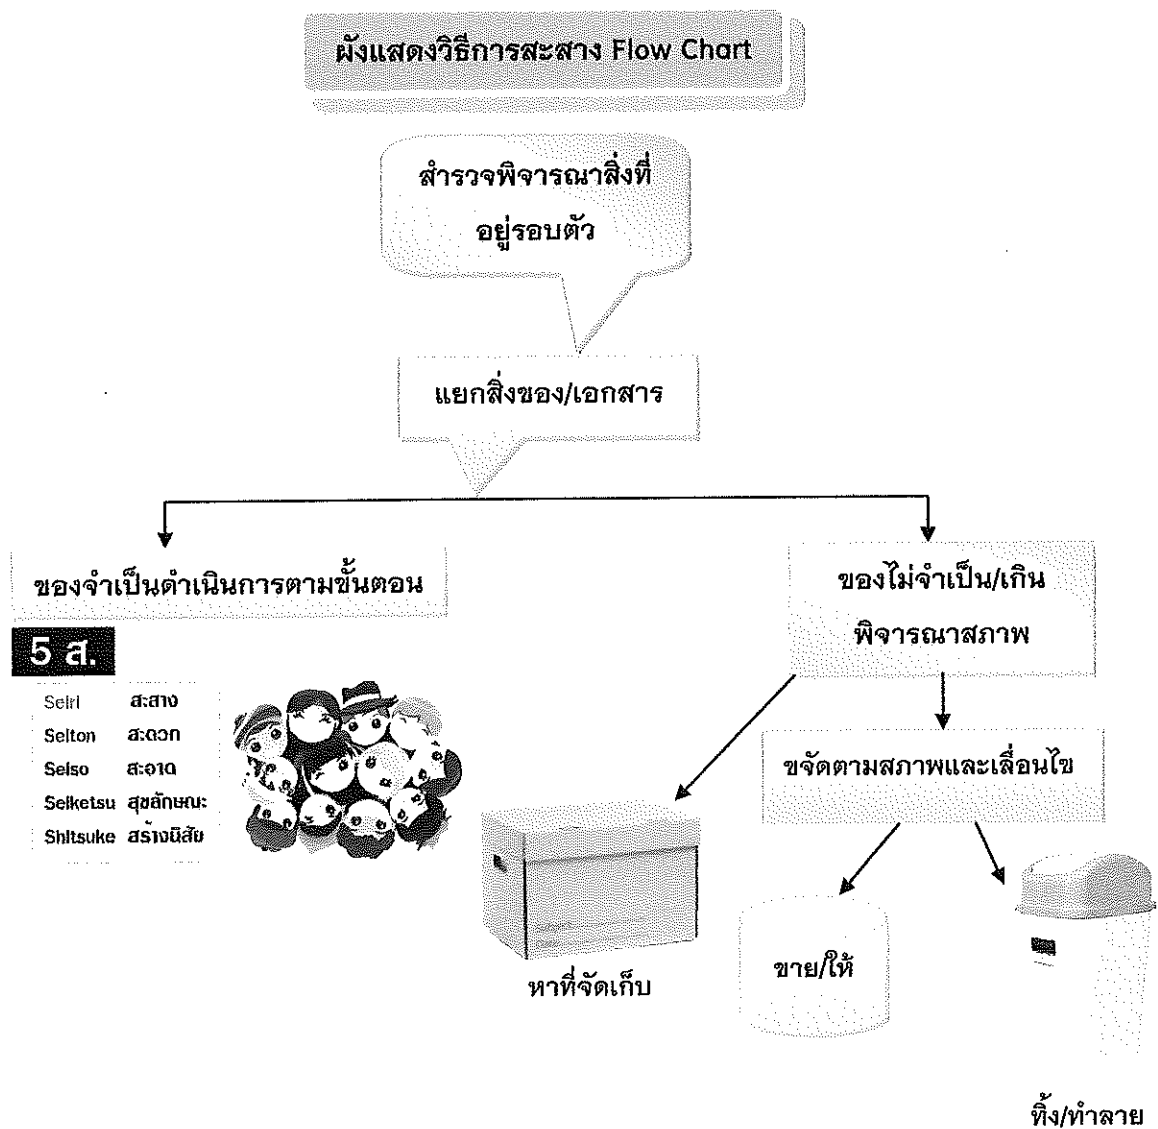 ผังแสดงวิธีการสะสาง Flow Chart
สำรวจพิจารณาสิ่งที่
อยู่รอบตัว
แยกสิ่งของ/เอกสาร
ของจำเป็นดำเนินการตามขั้นตอน
ของไม่จำเป็น/เกิน
พิจารณาสภาพ
5 ส.
Seiri สะสาง
Seiton สะดวก
Seiso สะอาด
Seiketsu สุขลักษณะ
Shitsuke สร้างนิสัย
ขจัดตามสภาพและเลื่อนไข
หาที่จัดเก็บ
ขาย/ให้
ทิ้ง/ทำลาย